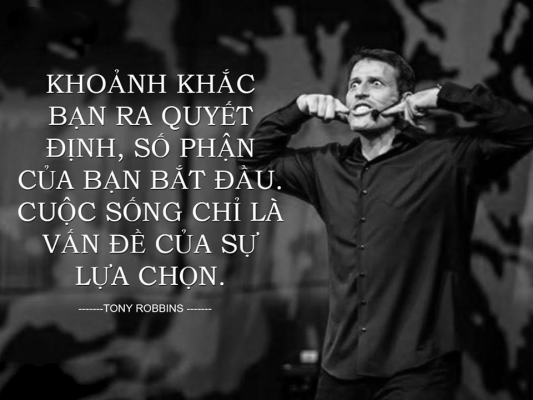 KHOẢNH KHẮC
BẠN RA QUYẾT
ĐỊNH, SỐ PHẬN
CỦA BẠN BẮT ĐẦU.
CUỘC SỐNG CHỈ LÀ
VẤN ĐỀ CỦA SỰ
LỰA CHỌN.
-------TONY ROBBINS -------